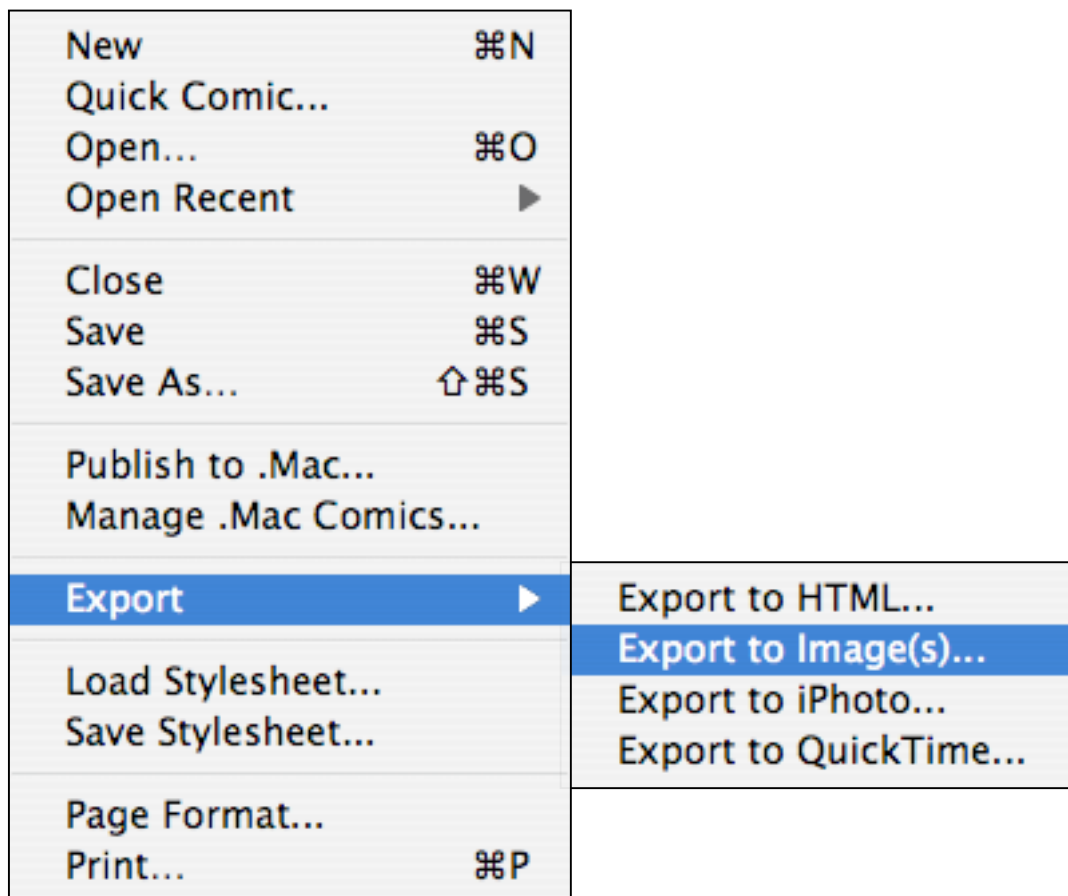 New ⌘N
Quick Comic...
Open... ⌘O
Open Recent
Close ⌘W
Save ⌘S
Save As... ⇧⌘S
Publish to .Mac...
Manage .Mac Comics...
Export
Export to HTML...
Export to Image(s)...
Export to iPhoto...
Export to QuickTime...
Load Stylesheet...
Save Stylesheet...
Page Format...
Print... ⌘P